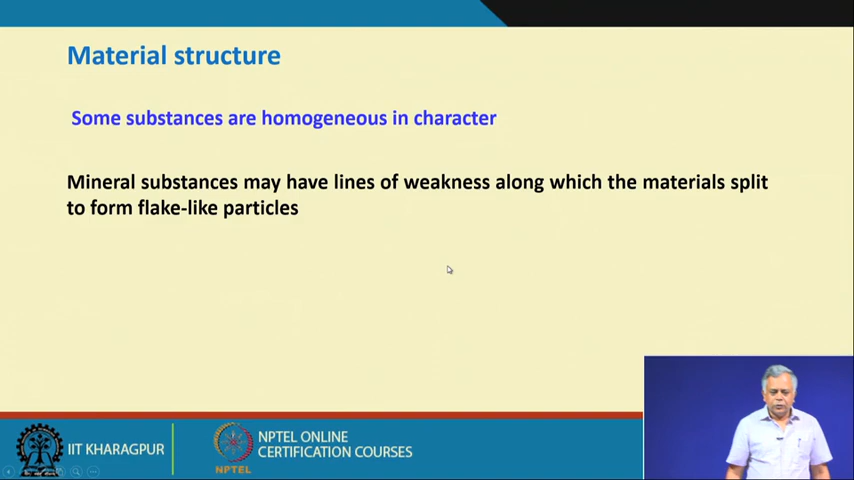 Material structure
Some substances are homogeneous in character
Mineral substances may have lines of weakness along which the materials split
to form flake-like particles
IIT KHARAGPUR
NPTEL
NPTEL ONLINE
CERTIFICATION COURSES